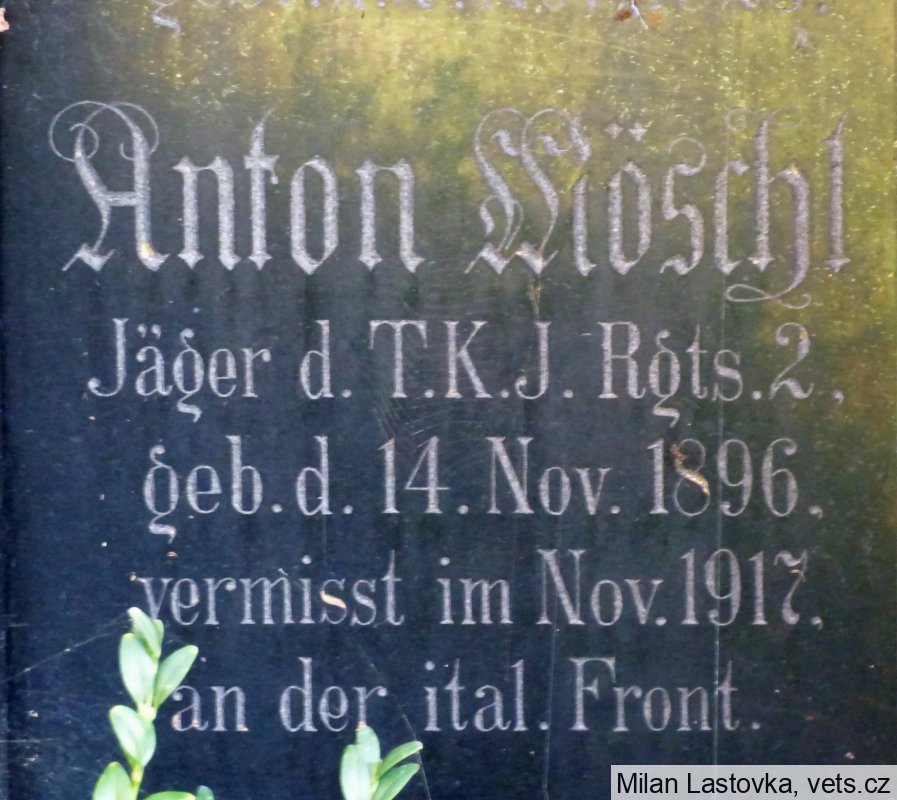 Anton Möschl
Jäger d. T.K.J. Rgts. 2,
geb. d. 14. Nov. 1896,
vermisst im Nov. 1917,
an der ital. Front.
Milan Lastovka, vets.cz